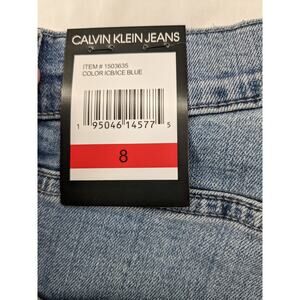 CALVIN KLEIN JEANS
ITEM # 1503635
COLOR ICB/ICE BLUE
1 95046 14577 5
8